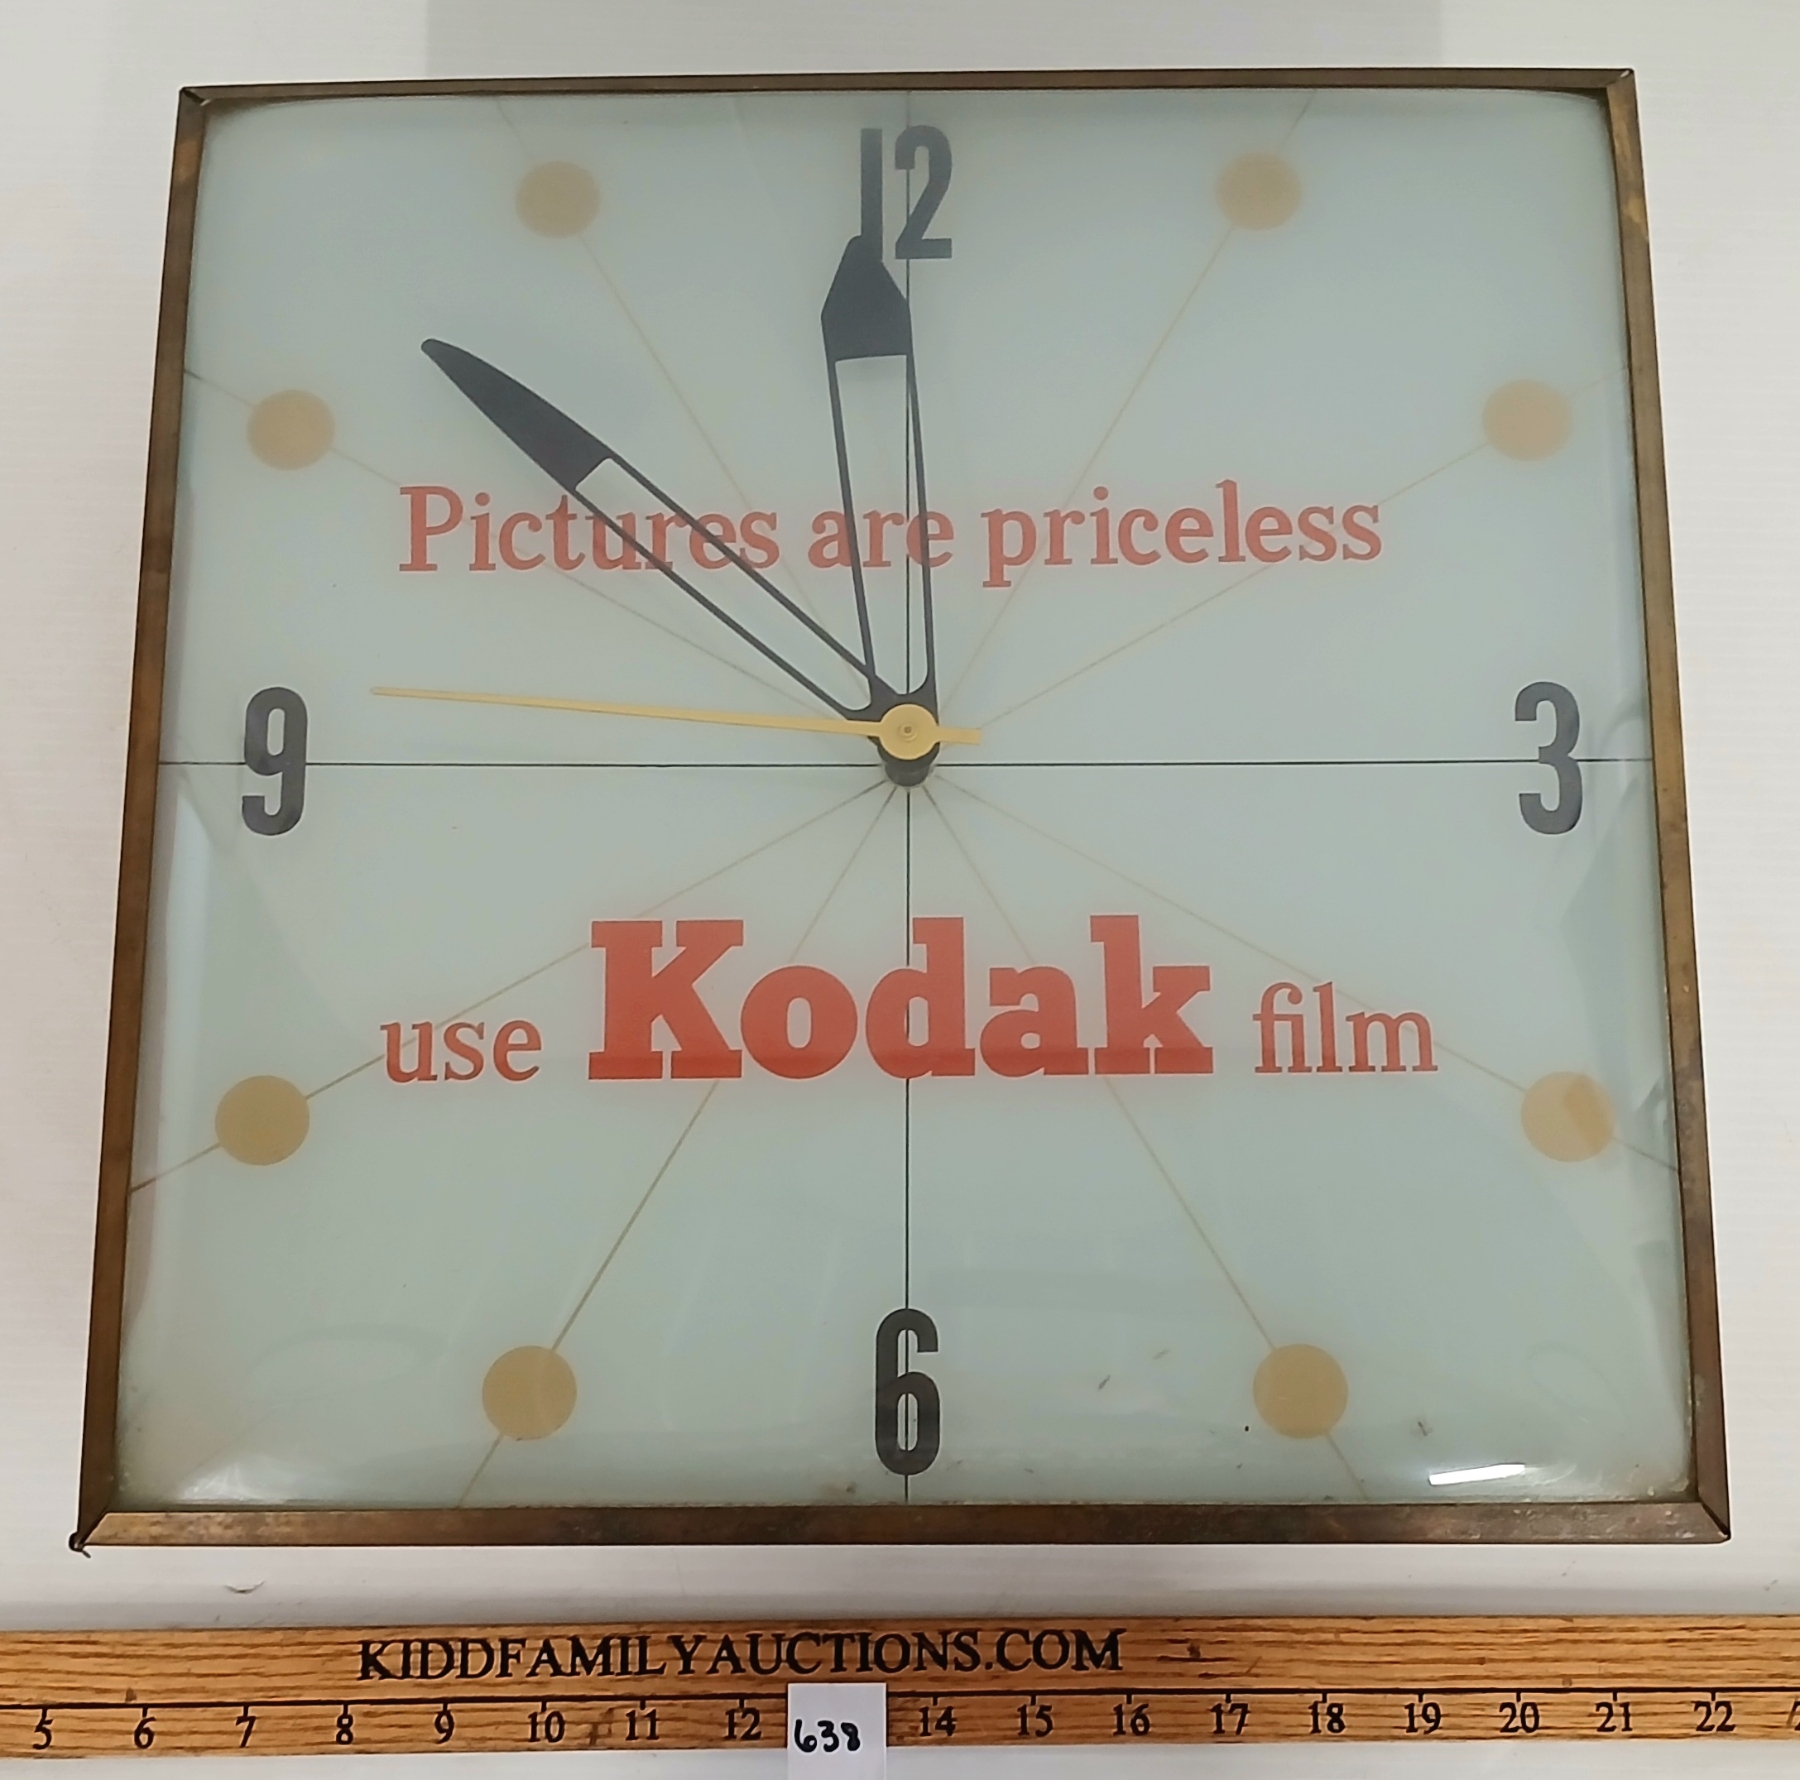 12
Pictures are priceless
9 3
use Kodak film
6
KIDDFAMILYAUCTIONS.COM
5 6 7 8 9 10 11 12 14 15 16 17 18 19 20 21 22
638